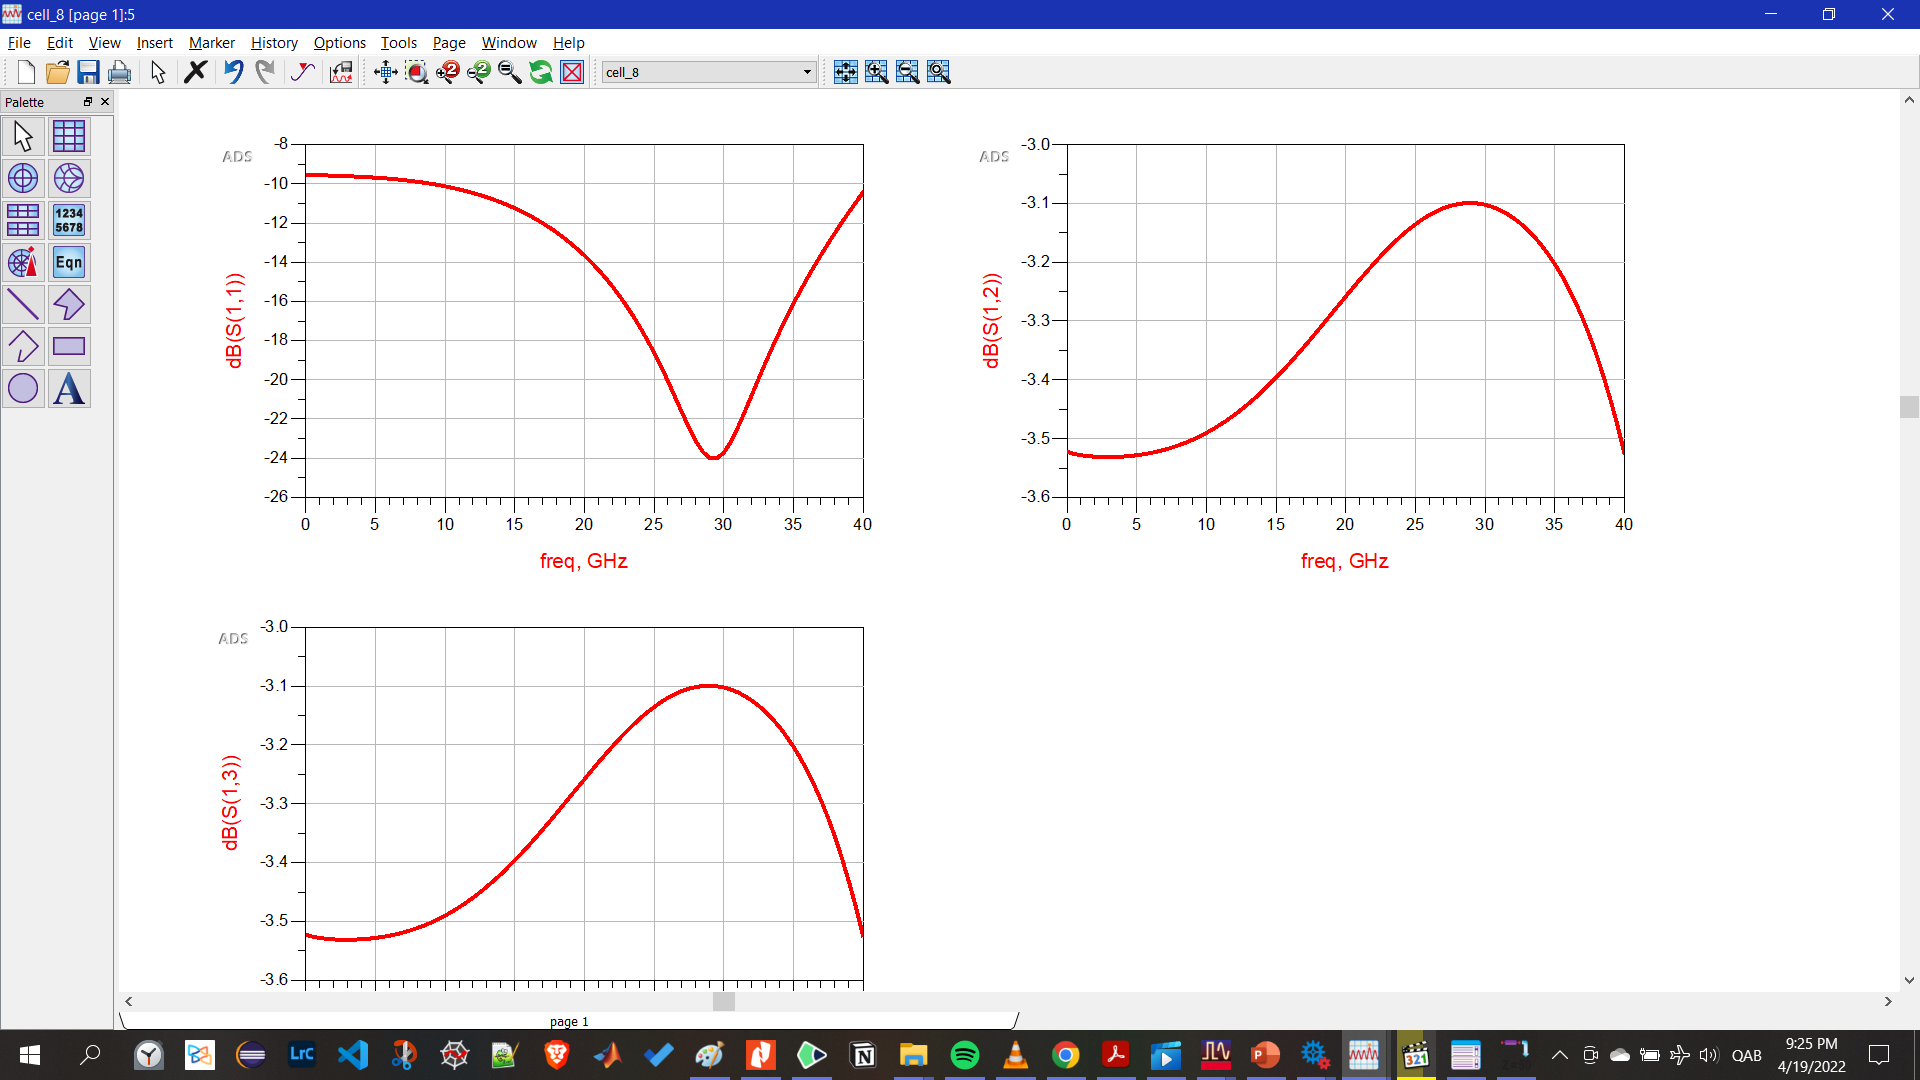 cell_8 [page 1]:5
File Edit View Insert Marker History Options Tools Page Window Help
cell_8
Palette
1234
5678
Eqn
A
ADS
-8
-10
-12
-14
-16
-18
-20
-22
-24
-26
dB(S(1,1))
0 5 10 15 20 25 30 35 40
freq, GHz
ADS
-3.0
-3.1
-3.2
-3.3
-3.4
-3.5
-3.6
dB(S(1,2))
0 5 10 15 20 25 30 35 40
freq, GHz
ADS
-3.0
-3.1
-3.2
-3.3
-3.4
-3.5
-3.6
dB(S(1,3))
page 1
LrC
321
QAB
9:25 PM
4/19/2022